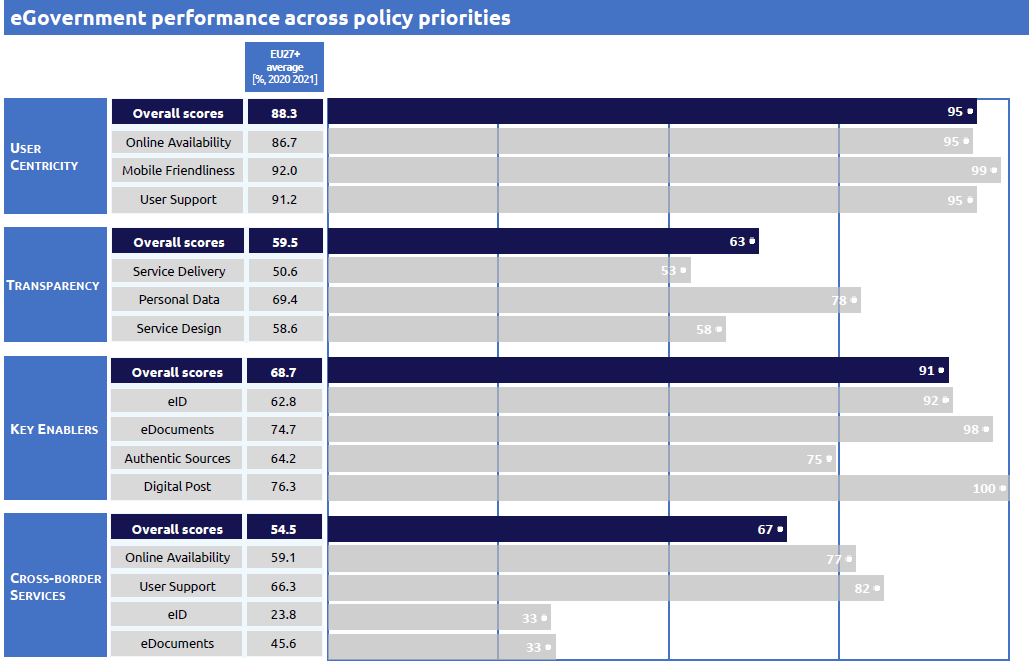 eGovernment performance across policy priorities
EU27+
average
[%, 2020 2021]
USER
CENTRICITY
Overall scores 88.3 95
Online Availability 86.7 95
Mobile Friendliness 92.0 99
User Support 91.2 95
TRANSPARENCY
Overall scores 59.5 63
Service Delivery 50.6 53
Personal Data 69.4 78
Service Design 58.6 58
KEY ENABLERS
Overall scores 68.7 91
eID 62.8 92
eDocuments 74.7 98
Authentic Sources 64.2 75
Digital Post 76.3 100
CROSS-BORDER
SERVICES
Overall scores 54.5 67
Online Availability 59.1 77
User Support 66.3 82
eID 23.8 33
eDocuments 45.6 33